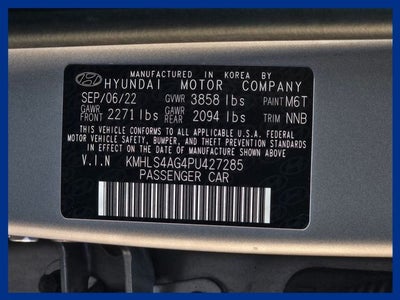 MANUFACTURED IN KOREA BY
HYUNDAI MOTOR COMPANY
SEP/06/22 GVWR 3858 lbs PAINT M6T
GAWR FRONT 2271 lbs GAWR REAR 2094 lbs TRIM NNB
THIS VEHICLE CONFORMS TO ALL APPLICABLE U.S.A. FEDERAL
MOTOR VEHICLE SAFETY, BUMPER, AND THEFT PREVENTION
STANDARDS IN EFFECT ON THE DATE OF MANUFACTURE SHOWN ABOVE.
V.I.N KMHLS4AG4PU427285
PASSENGER CAR